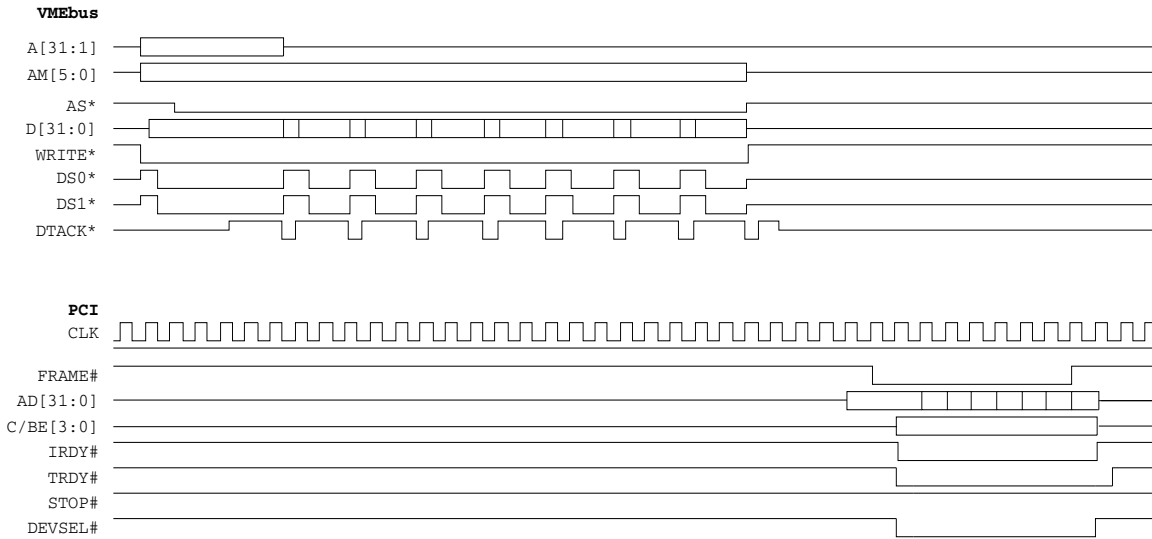 VMEbus
A[31:1]
AM[5:0]
AS*
D[31:0]
WRITE*
DS0*
DS1*
DTACK*
PCI
CLK
FRAME#
AD[31:0]
C/BE[3:0]
IRDY#
TRDY#
STOP#
DEVSEL#